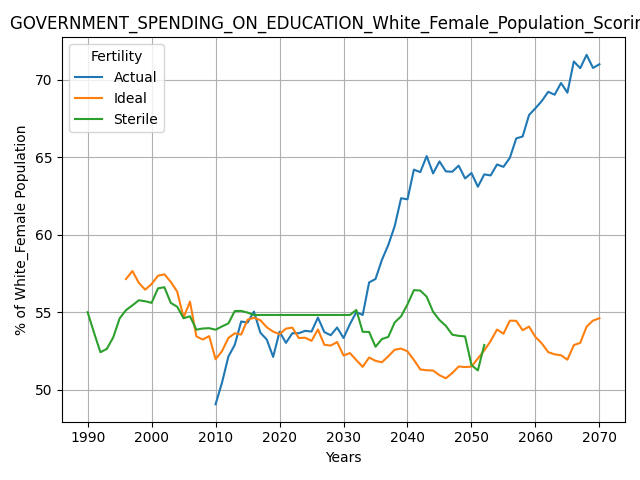 GOVERNMENT_SPENDING_ON_EDUCATION_White_Female_Population_Scorin
Fertility
Actual
Ideal
Sterile
% of White_Female Population
70
65
60
55
50
1990 2000 2010 2020 2030 2040 2050 2060 2070
Years